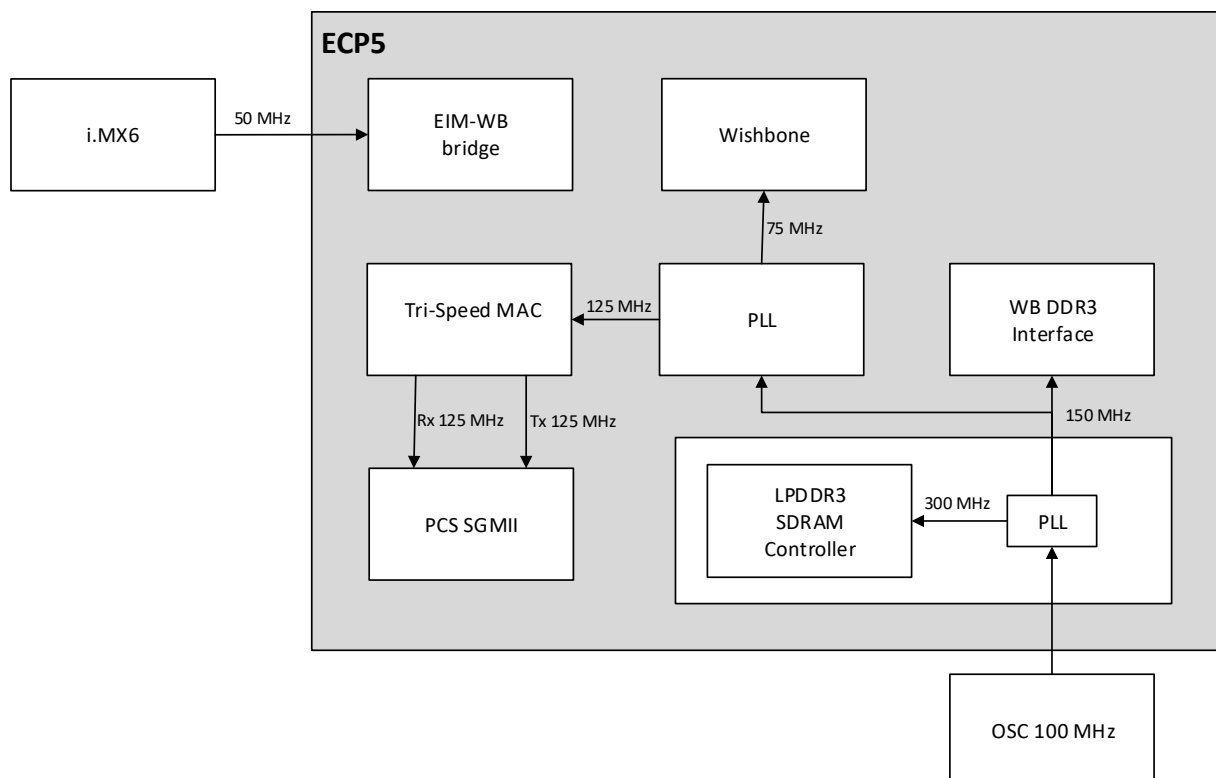 ECP5
i.MX6
50 MHz
EIM-WB
bridge
Wishbone
75 MHz
Tri-Speed MAC
125 MHz
PLL
WB DDR3
Interface
Rx 125 MHz
Tx 125 MHz
150 MHz
PCS SGMII
LPDDR3
SDRAM
Controller
300 MHz
PLL
OSC 100 MHz